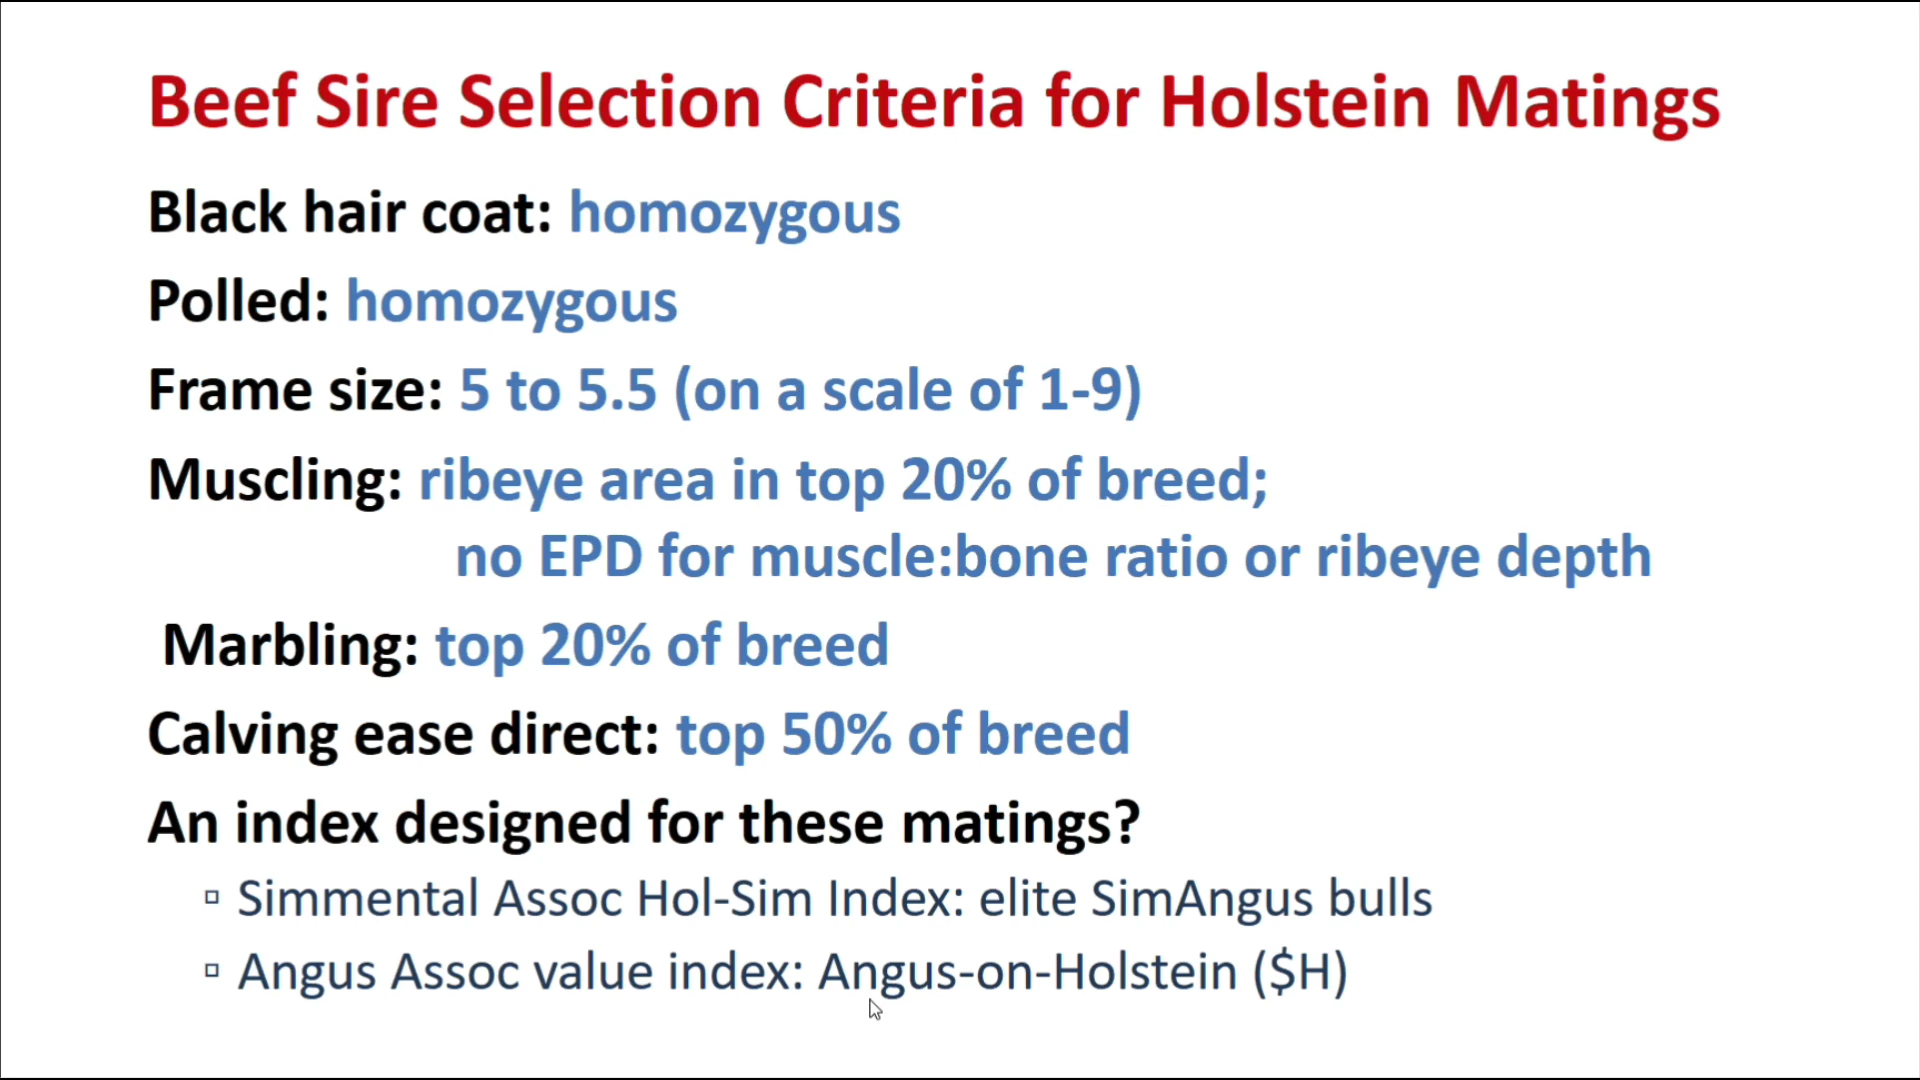 Beef Sire Selection Criteria for Holstein Matings
Black hair coat: homozygous
Polled: homozygous
Frame size: 5 to 5.5 (on a scale of 1-9)
Muscling: ribeye area in top 20% of breed;
no EPD for muscle:bone ratio or ribeye depth
Marbling: top 20% of breed
Calving ease direct: top 50% of breed
An index designed for these matings?
▫ Simmental Assoc Hol-Sim Index: elite SimAngus bulls
▫ Angus Assoc value index: Angus-on-Holstein ($H)